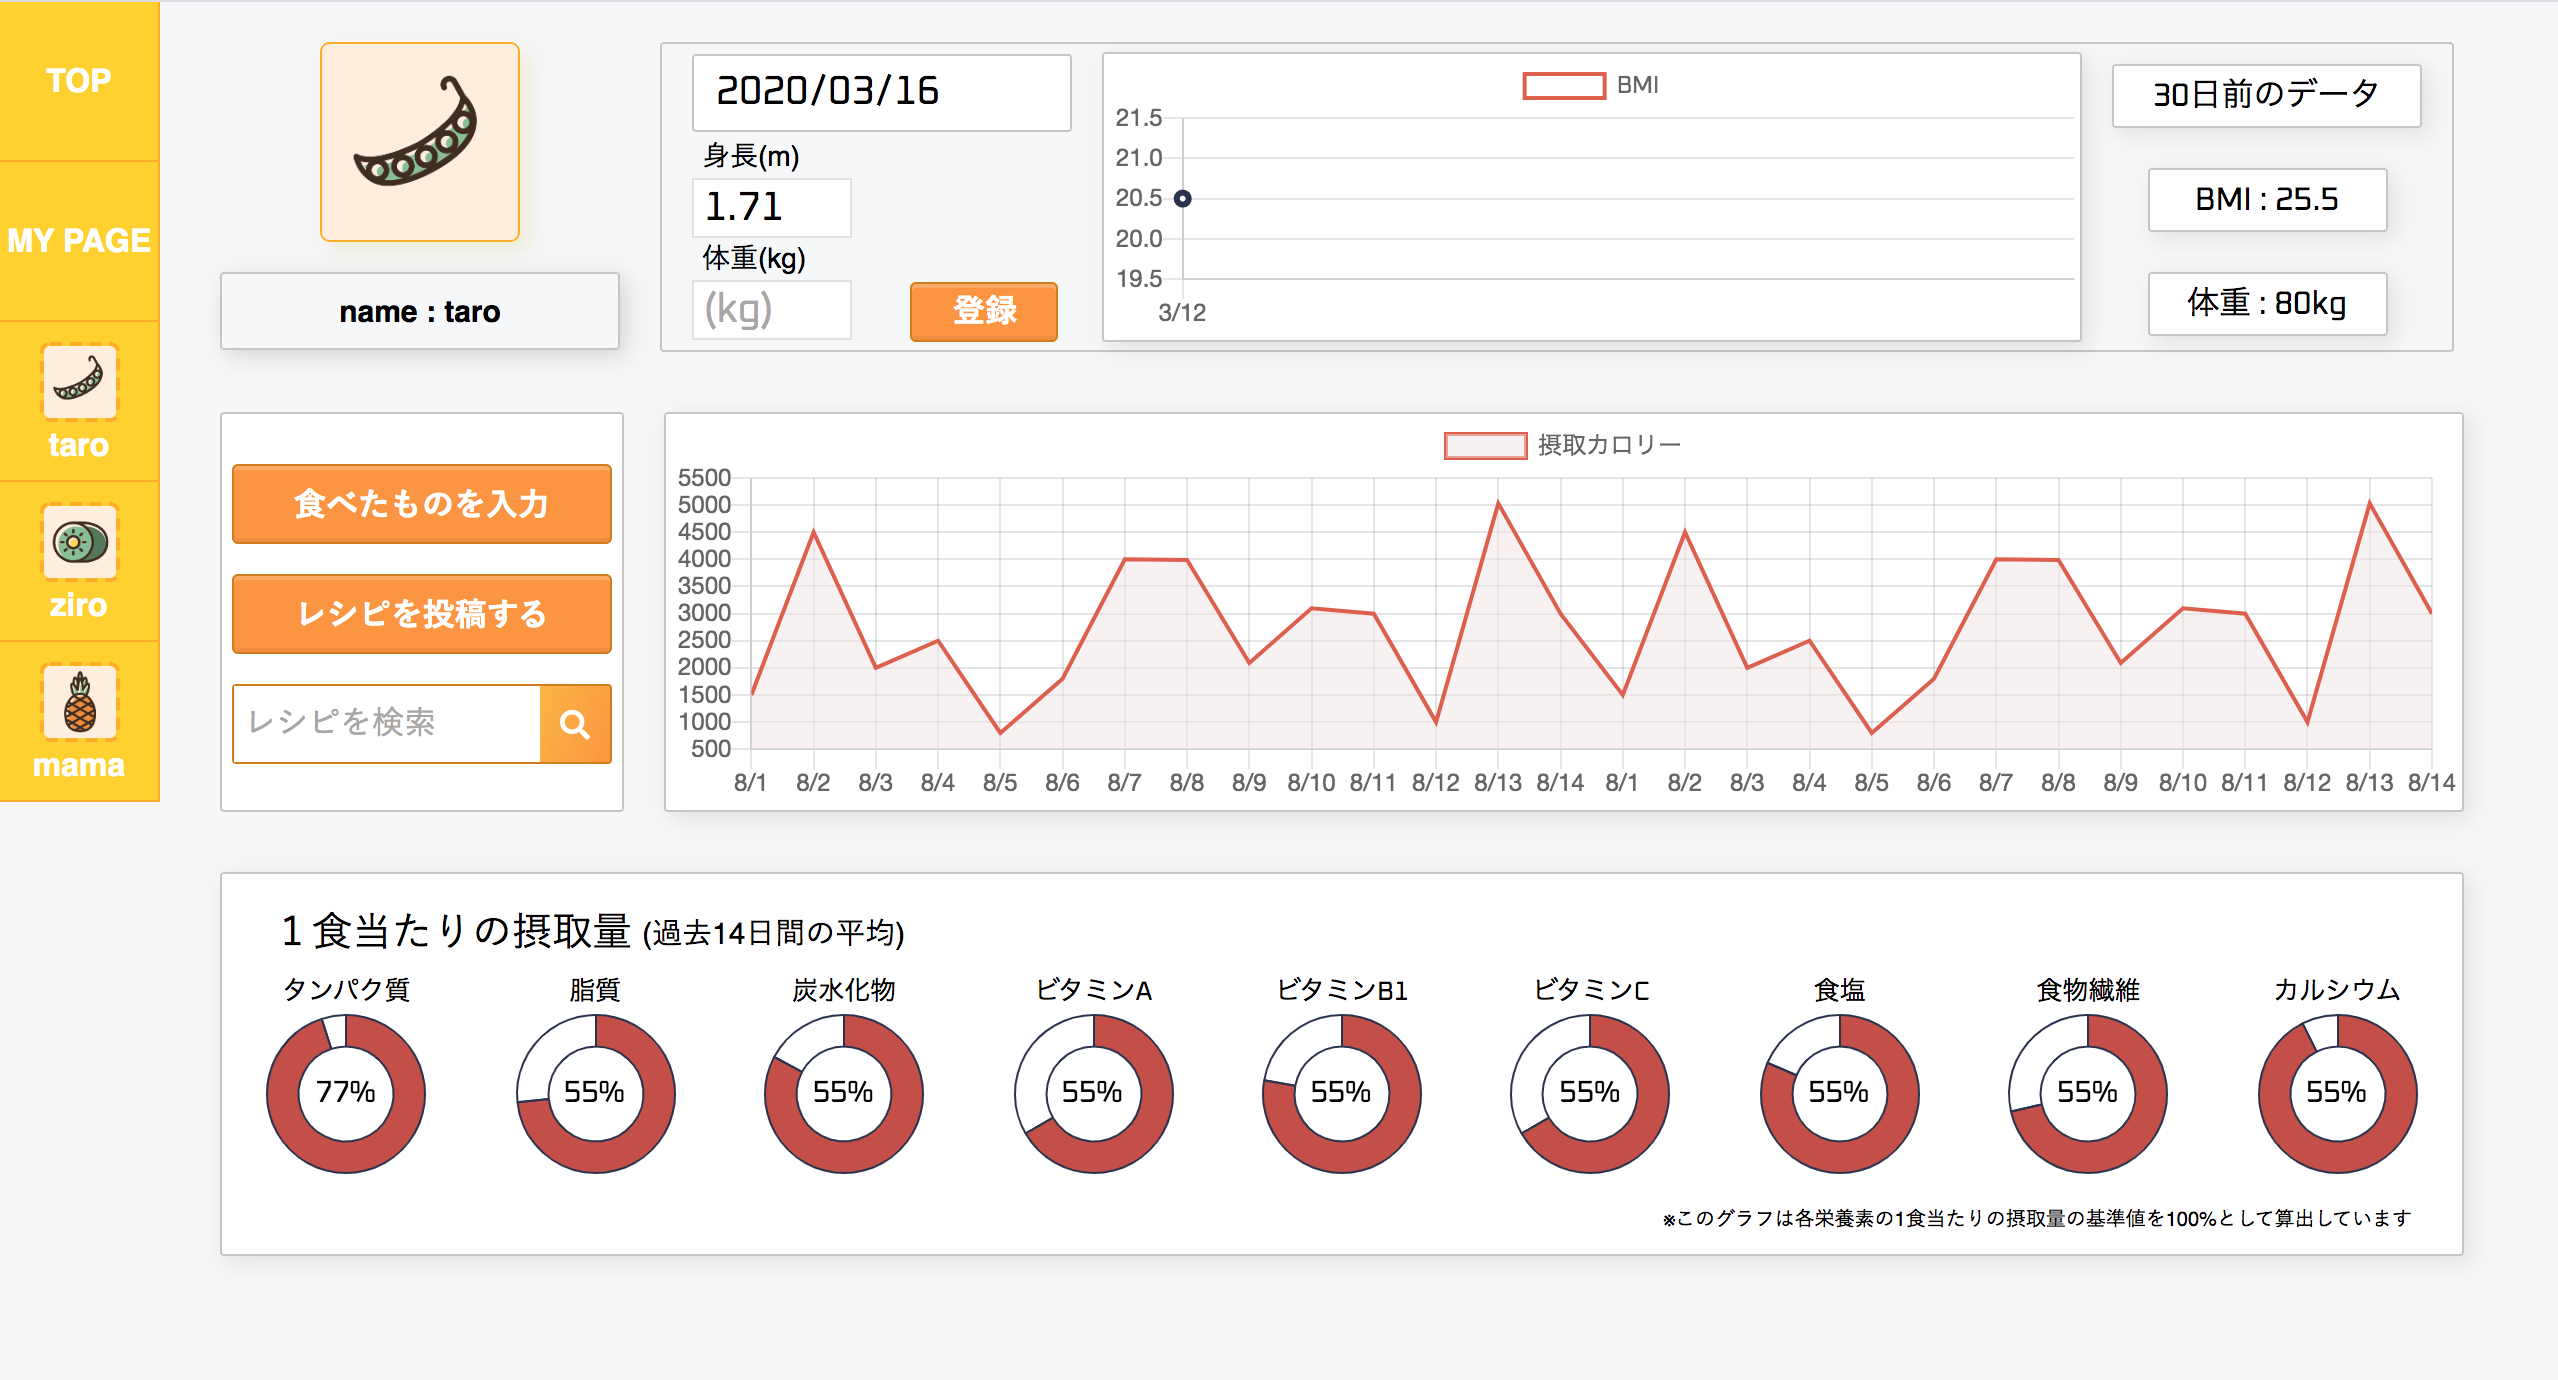 TOP
MY PAGE
taro
ziro
mama
name : taro
2020/03/16
身長(m)
1.71
体重(kg)
(kg)
登録
BMI
21.5
21.0
20.5
20.0
19.5
3/12
30日前のデータ
BMI : 25.5
体重 : 80kg
食べたものを入力
レシピを投稿する
レシピを検索
摂取カロリー
5500
5000
4500
4000
3500
3000
2500
2000
1500
1000
500
8/1 8/2 8/3 8/4 8/5 8/6 8/7 8/8 8/9 8/10 8/11 8/12 8/13 8/14 8/1 8/2 8/3 8/4 8/5 8/6 8/7 8/8 8/9 8/10 8/11 8/12 8/13 8/14
1食当たりの摂取量 (過去14日間の平均)
タンパク質 脂質 炭水化物 ビタミンA ビタミンB1 ビタミンC 食塩 食物繊維 カルシウム
77% 55% 55% 55% 55% 55% 55% 55% 55%
※このグラフは各栄養素の1食当たりの摂取量の基準値を100%として算出しています